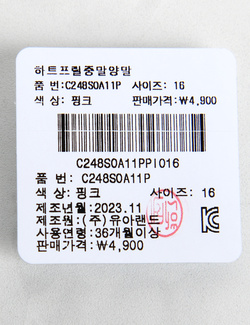 하트프릴중말양말
품 번:C248S0A11P 사이즈: 16
색 상: 핑크 판매가격:₩4,900
C248S0A11PPI016
품 번: C248S0A11P
색 상: 핑크 사이즈: 16
제조년월:2023.11
제조원:(주)유아랜드
사용연령:36개월이상
판매가격:₩4,900